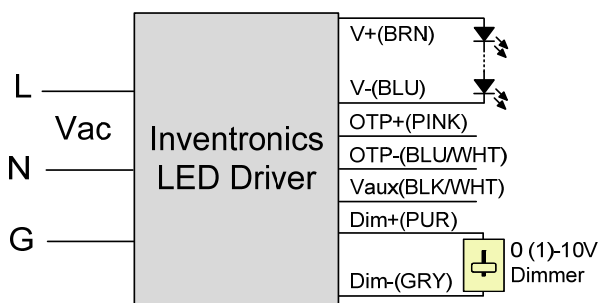 L
Vac
N
G
Inventronics
LED Driver
V+(BRN)
V-(BLU)
OTP+(PINK)
OTP-(BLU/WHT)
Vaux(BLK/WHT)
Dim+(PUR)
Dim-(GRY)
0 (1)-10V
Dimmer